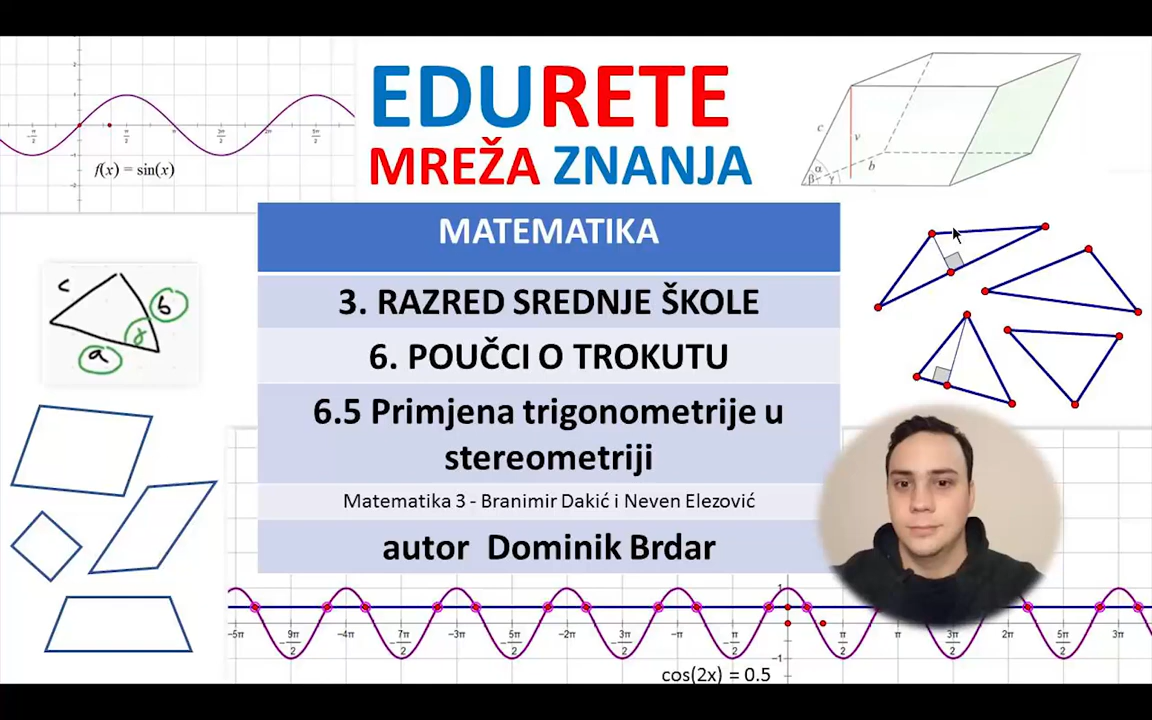 EDURETE
MREŽA ZNANJA
f(x) = sin(x)
MATEMATIKA
3. RAZRED SREDNJE ŠKOLE
6. POUČCI O TROKUTU
6.5 Primjena trigonometrije u
stereometriji
Matematika 3 - Branimir Dakić i Neven Elezović
autor Dominik Brdar
c
v
b
α
β
γ
c
b
a
γ
cos(2x) = 0.5